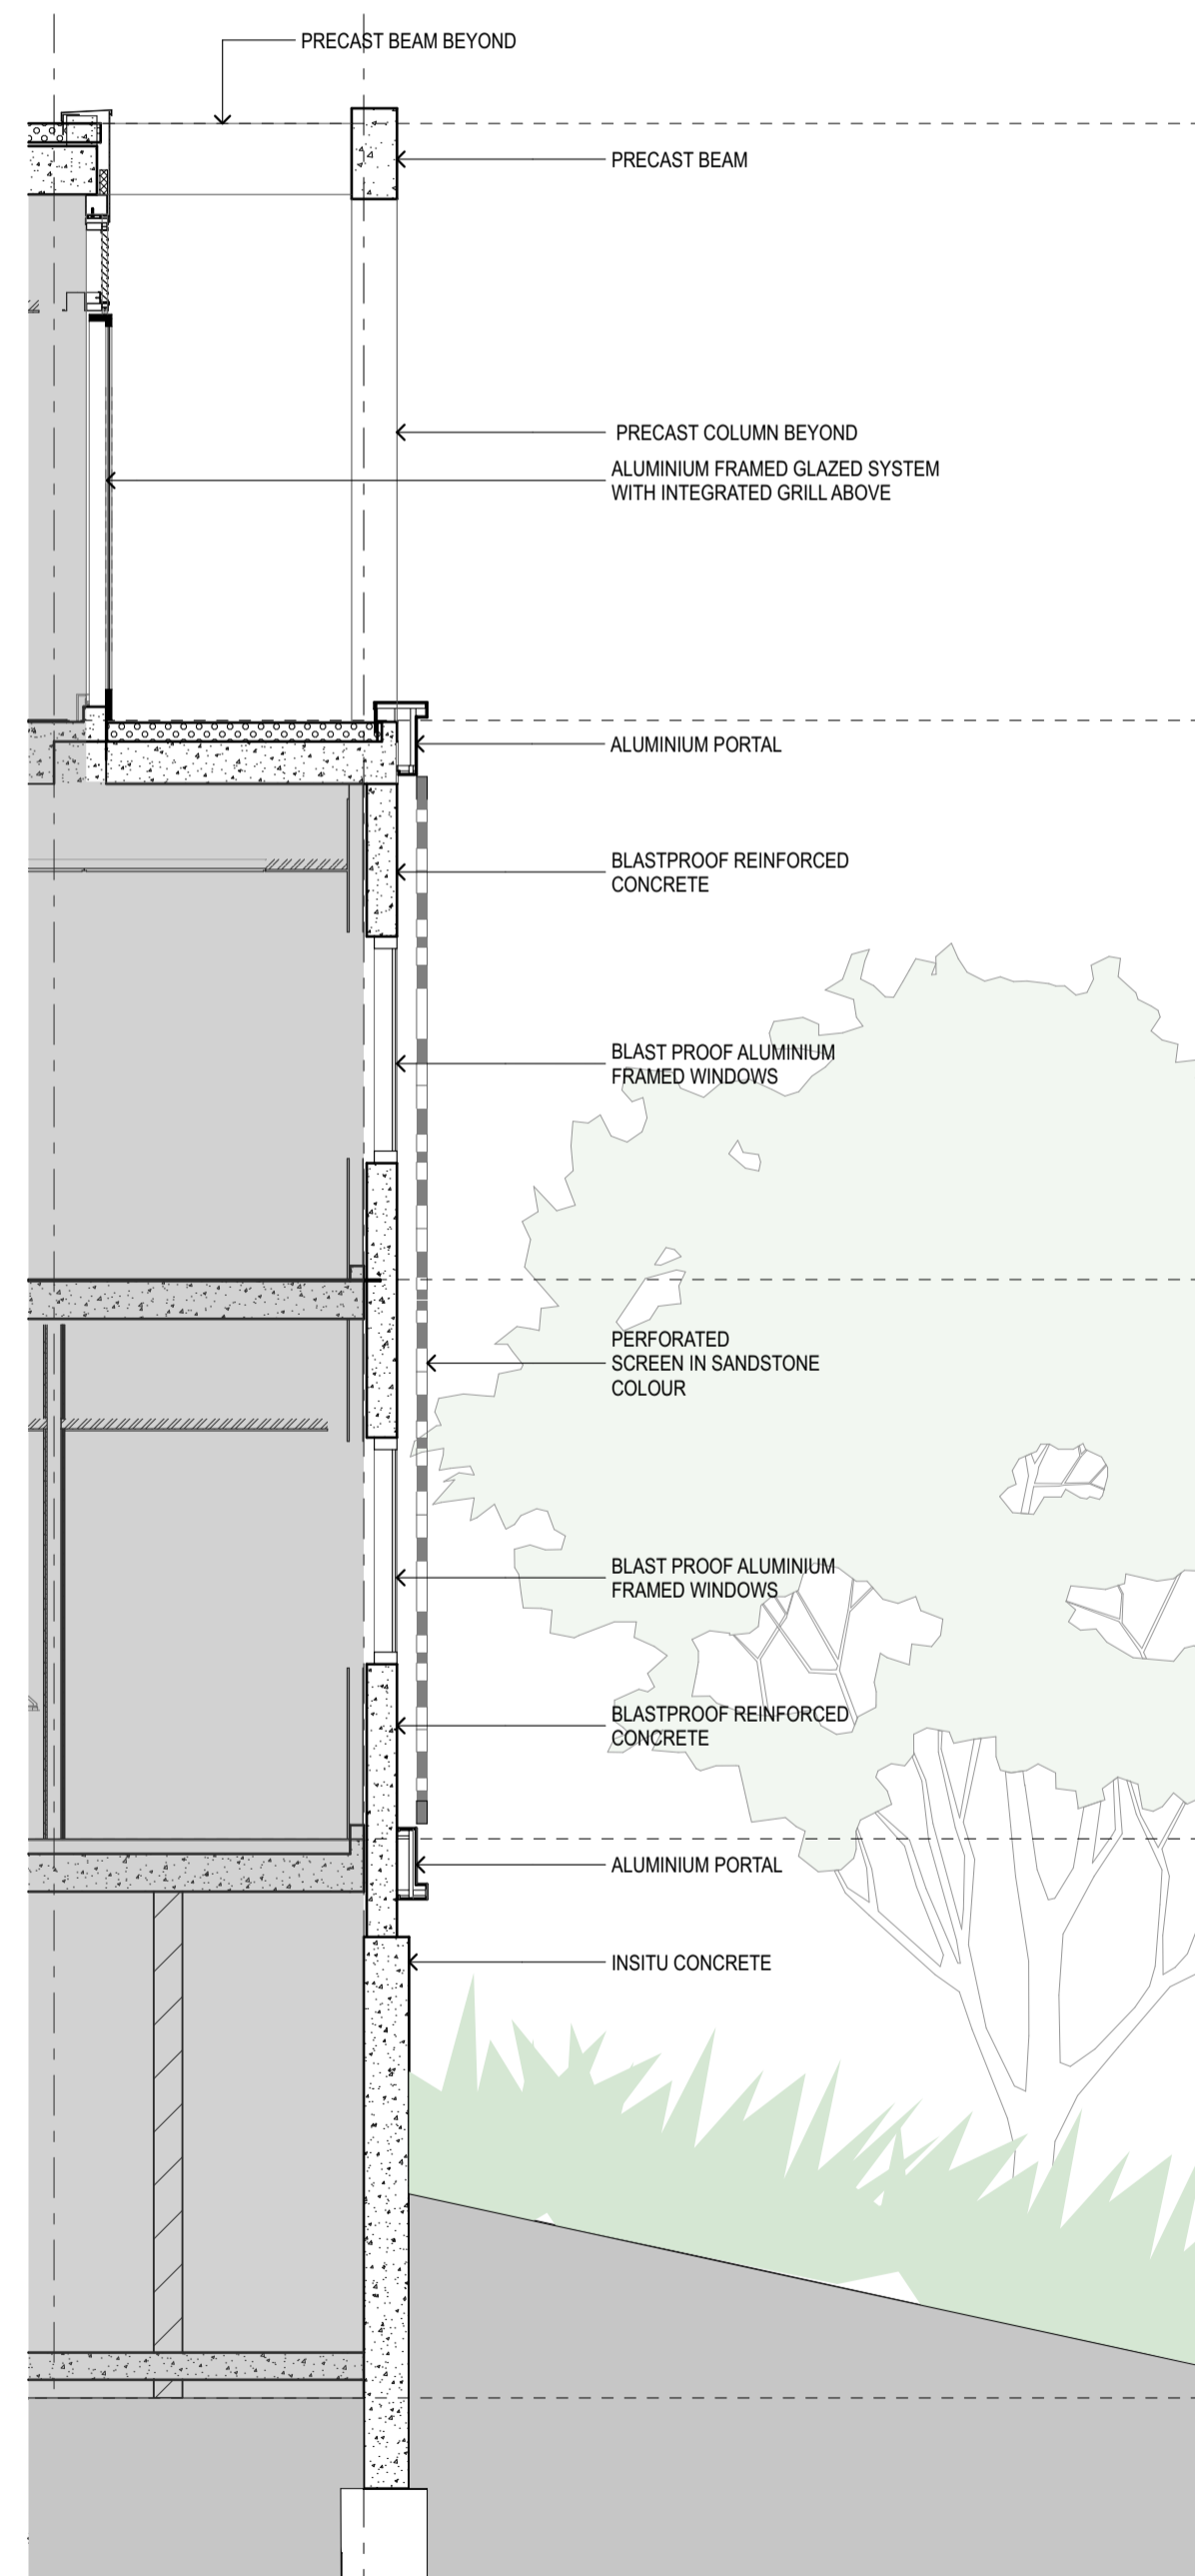 PRECAST BEAM BEYOND
PRECAST BEAM
PRECAST COLUMN BEYOND
ALUMINIUM FRAMED GLAZED SYSTEM
WITH INTEGRATED GRILL ABOVE
ALUMINIUM PORTAL
BLASTPROOF REINFORCED
CONCRETE
BLAST PROOF ALUMINIUM
FRAMED WINDOWS
PERFORATED
SCREEN IN SANDSTONE
COLOUR
BLAST PROOF ALUMINIUM
FRAMED WINDOWS
BLASTPROOF REINFORCED
CONCRETE
ALUMINIUM PORTAL
INSITU CONCRETE